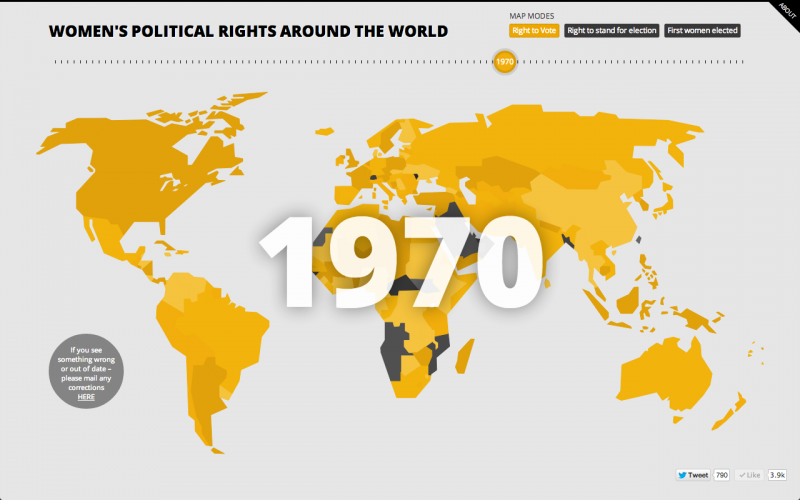 ABOUT
WOMEN'S POLITICAL RIGHTS AROUND THE WORLD
MAP MODES
Right to Vote Right to stand for election First women elected
1970
1970
If you see
something wrong
or out of date –
please mail any
corrections
HERE
Tweet 790 Like 3.9k